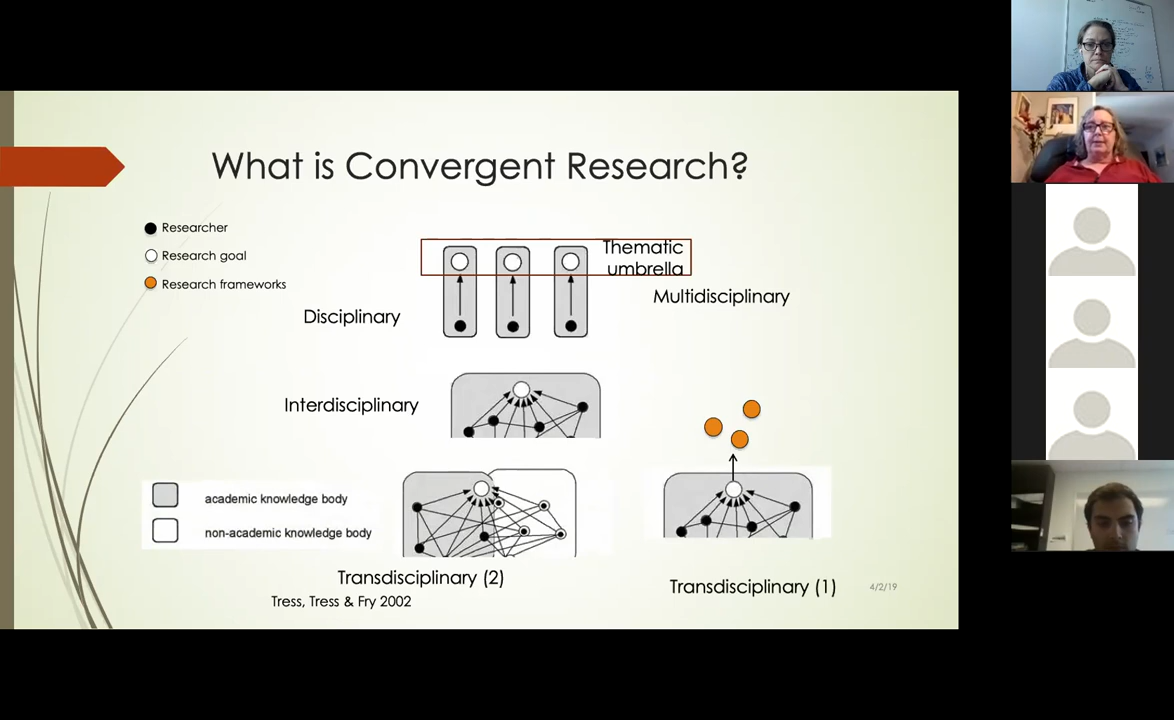 What is Convergent Research?
Researcher
Research goal
Research frameworks
Thematic
umbrella
Multidisciplinary
Disciplinary
Interdisciplinary
academic knowledge body
non-academic knowledge body
Transdisciplinary (2)
Transdisciplinary (1)
Tress, Tress & Fry 2002
4/2/19